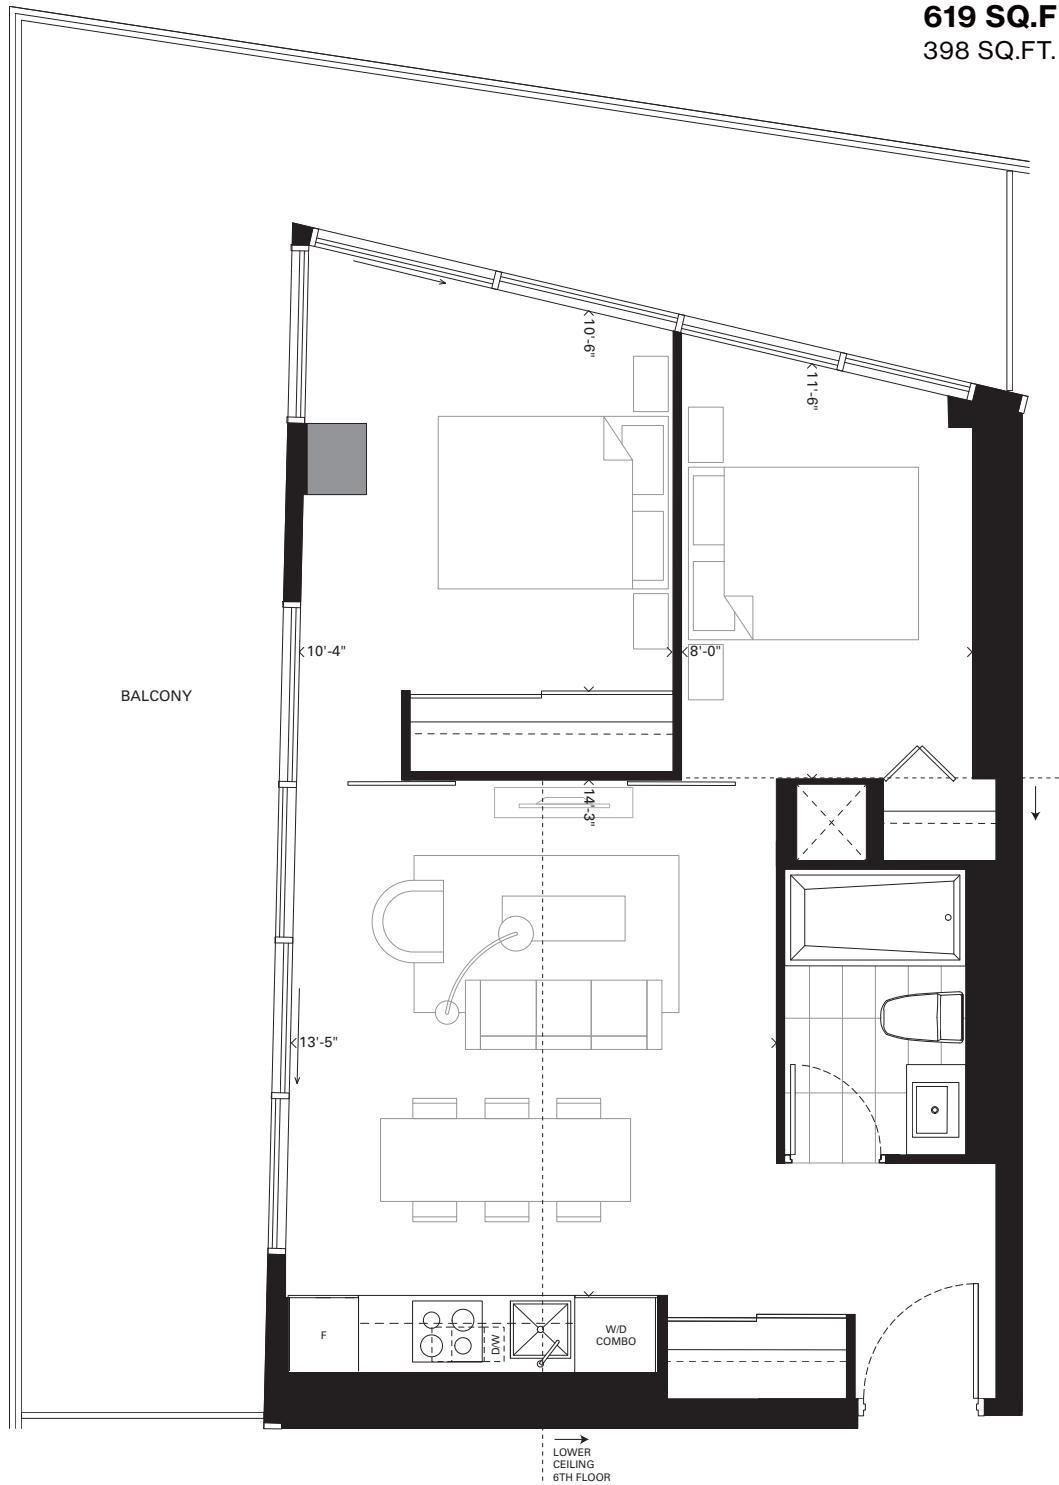 619 SQ.F
398 SQ.FT.
10'-6"
11'-6"
10'-4"
8'-0"
BALCONY
14'-3"
13'-5"
F
D/W
W/D
COMBO
LOWER
CEILING
6TH FLOOR